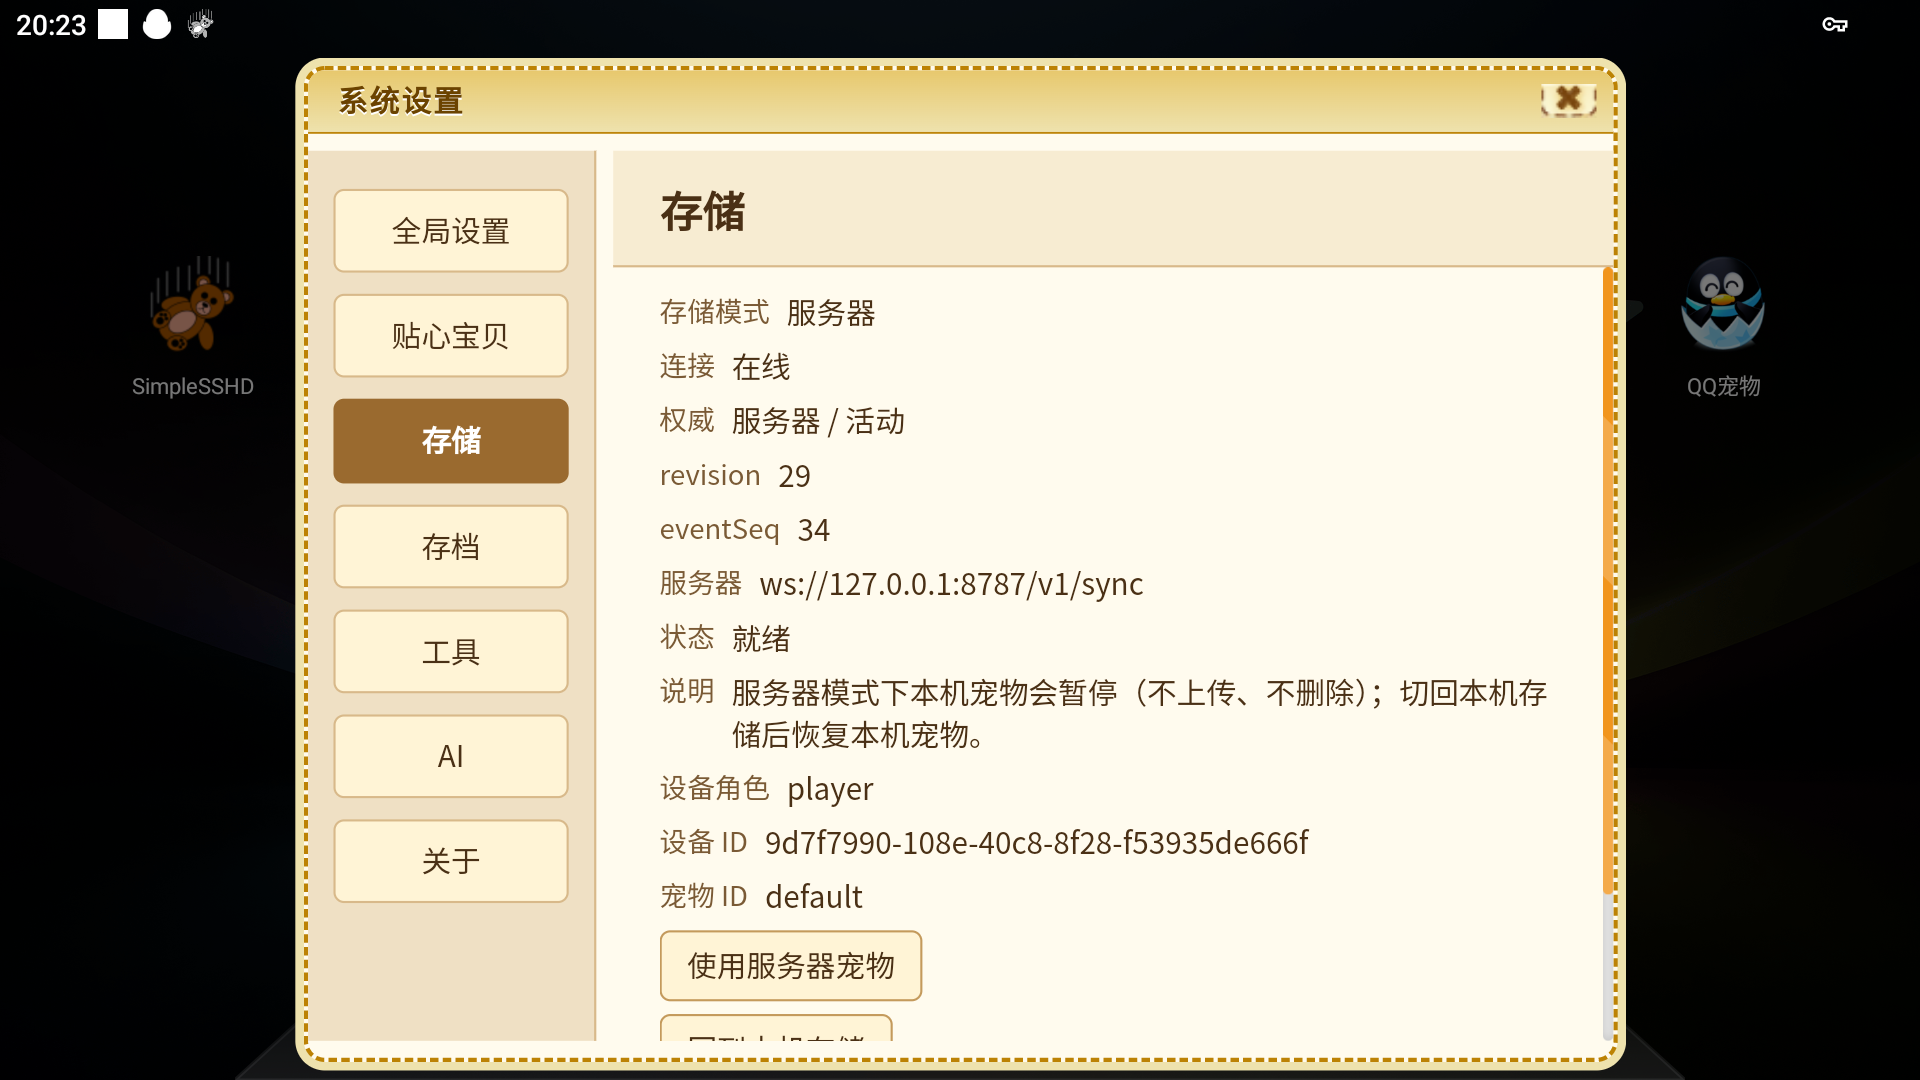 20:23
系统设置
全局设置
贴心宝贝
存储
存档
工具
AI
关于
存储
存储模式 服务器
连接 在线
权威 服务器 / 活动
revision 29
eventSeq 34
服务器 ws://127.0.0.1:8787/v1/sync
状态 就绪
说明 服务器模式下本机宠物会暂停（不上传、不删除）；切回本机存
储后恢复本机宠物。
设备角色 player
设备 ID 9d7f7990-108e-40c8-8f28-f53935de666f
宠物 ID default
使用服务器宠物
SimpleSSHD
QQ宠物